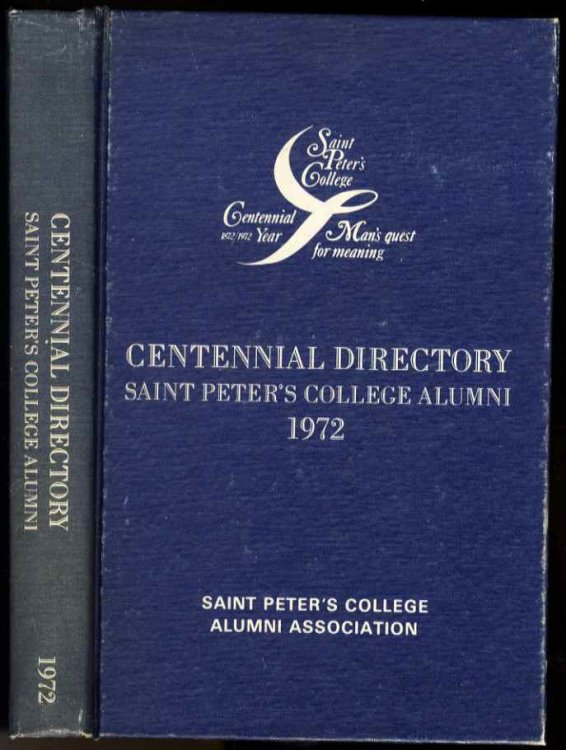 CENTENNIAL DIRECTORY
SAINT PETER'S COLLEGE ALUMNI
1972
Saint
Peter's
College
Centennial
1872/1972 Year
Man's quest
for meaning
CENTENNIAL DIRECTORY
SAINT PETER'S COLLEGE ALUMNI
1972
SAINT PETER'S COLLEGE
ALUMNI ASSOCIATION